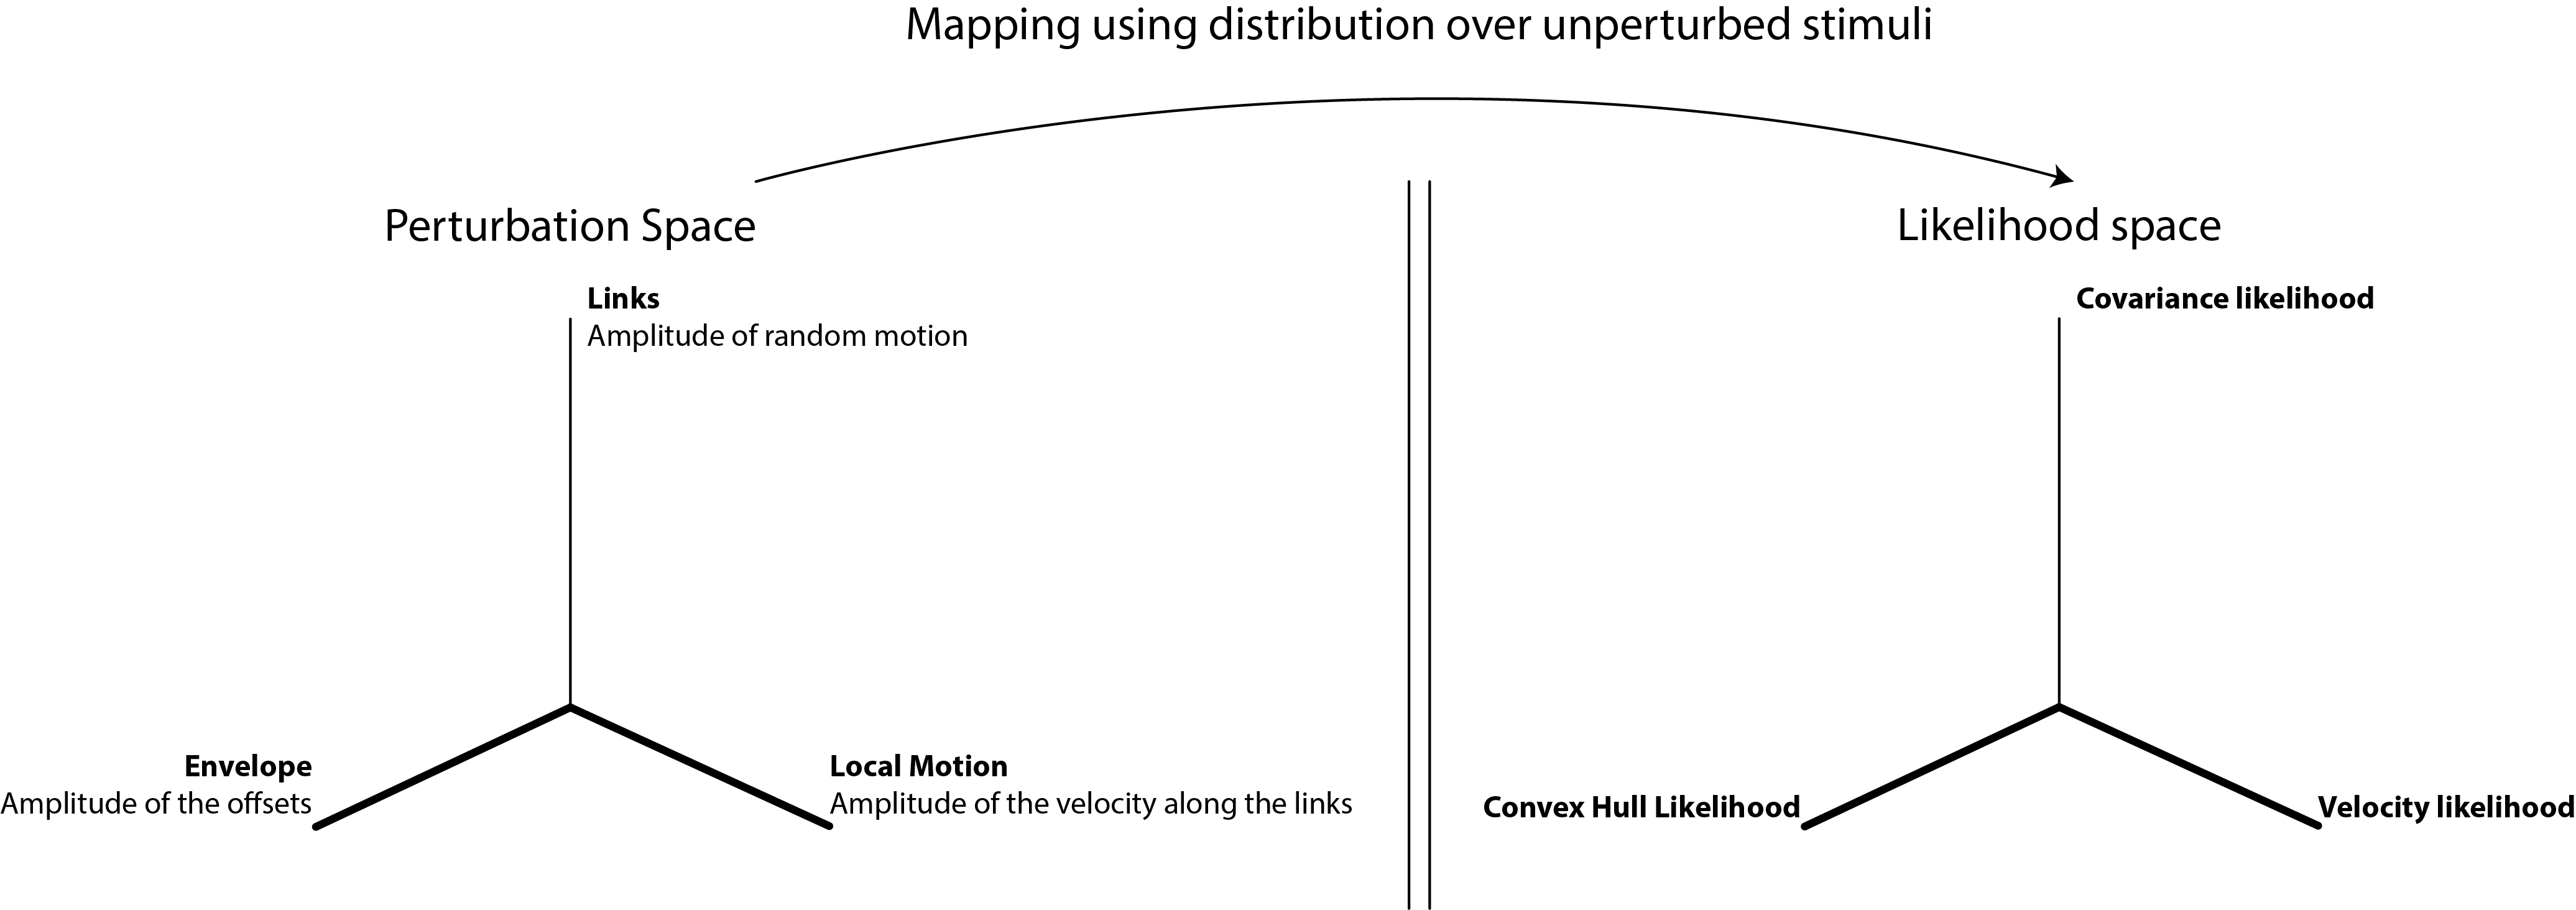 Mapping using distribution over unperturbed stimuli
Perturbation Space
Links
Amplitude of random motion
Envelope
Amplitude of the offsets
Local Motion
Amplitude of the velocity along the links
Likelihood space
Covariance likelihood
Convex Hull Likelihood
Velocity likelihood